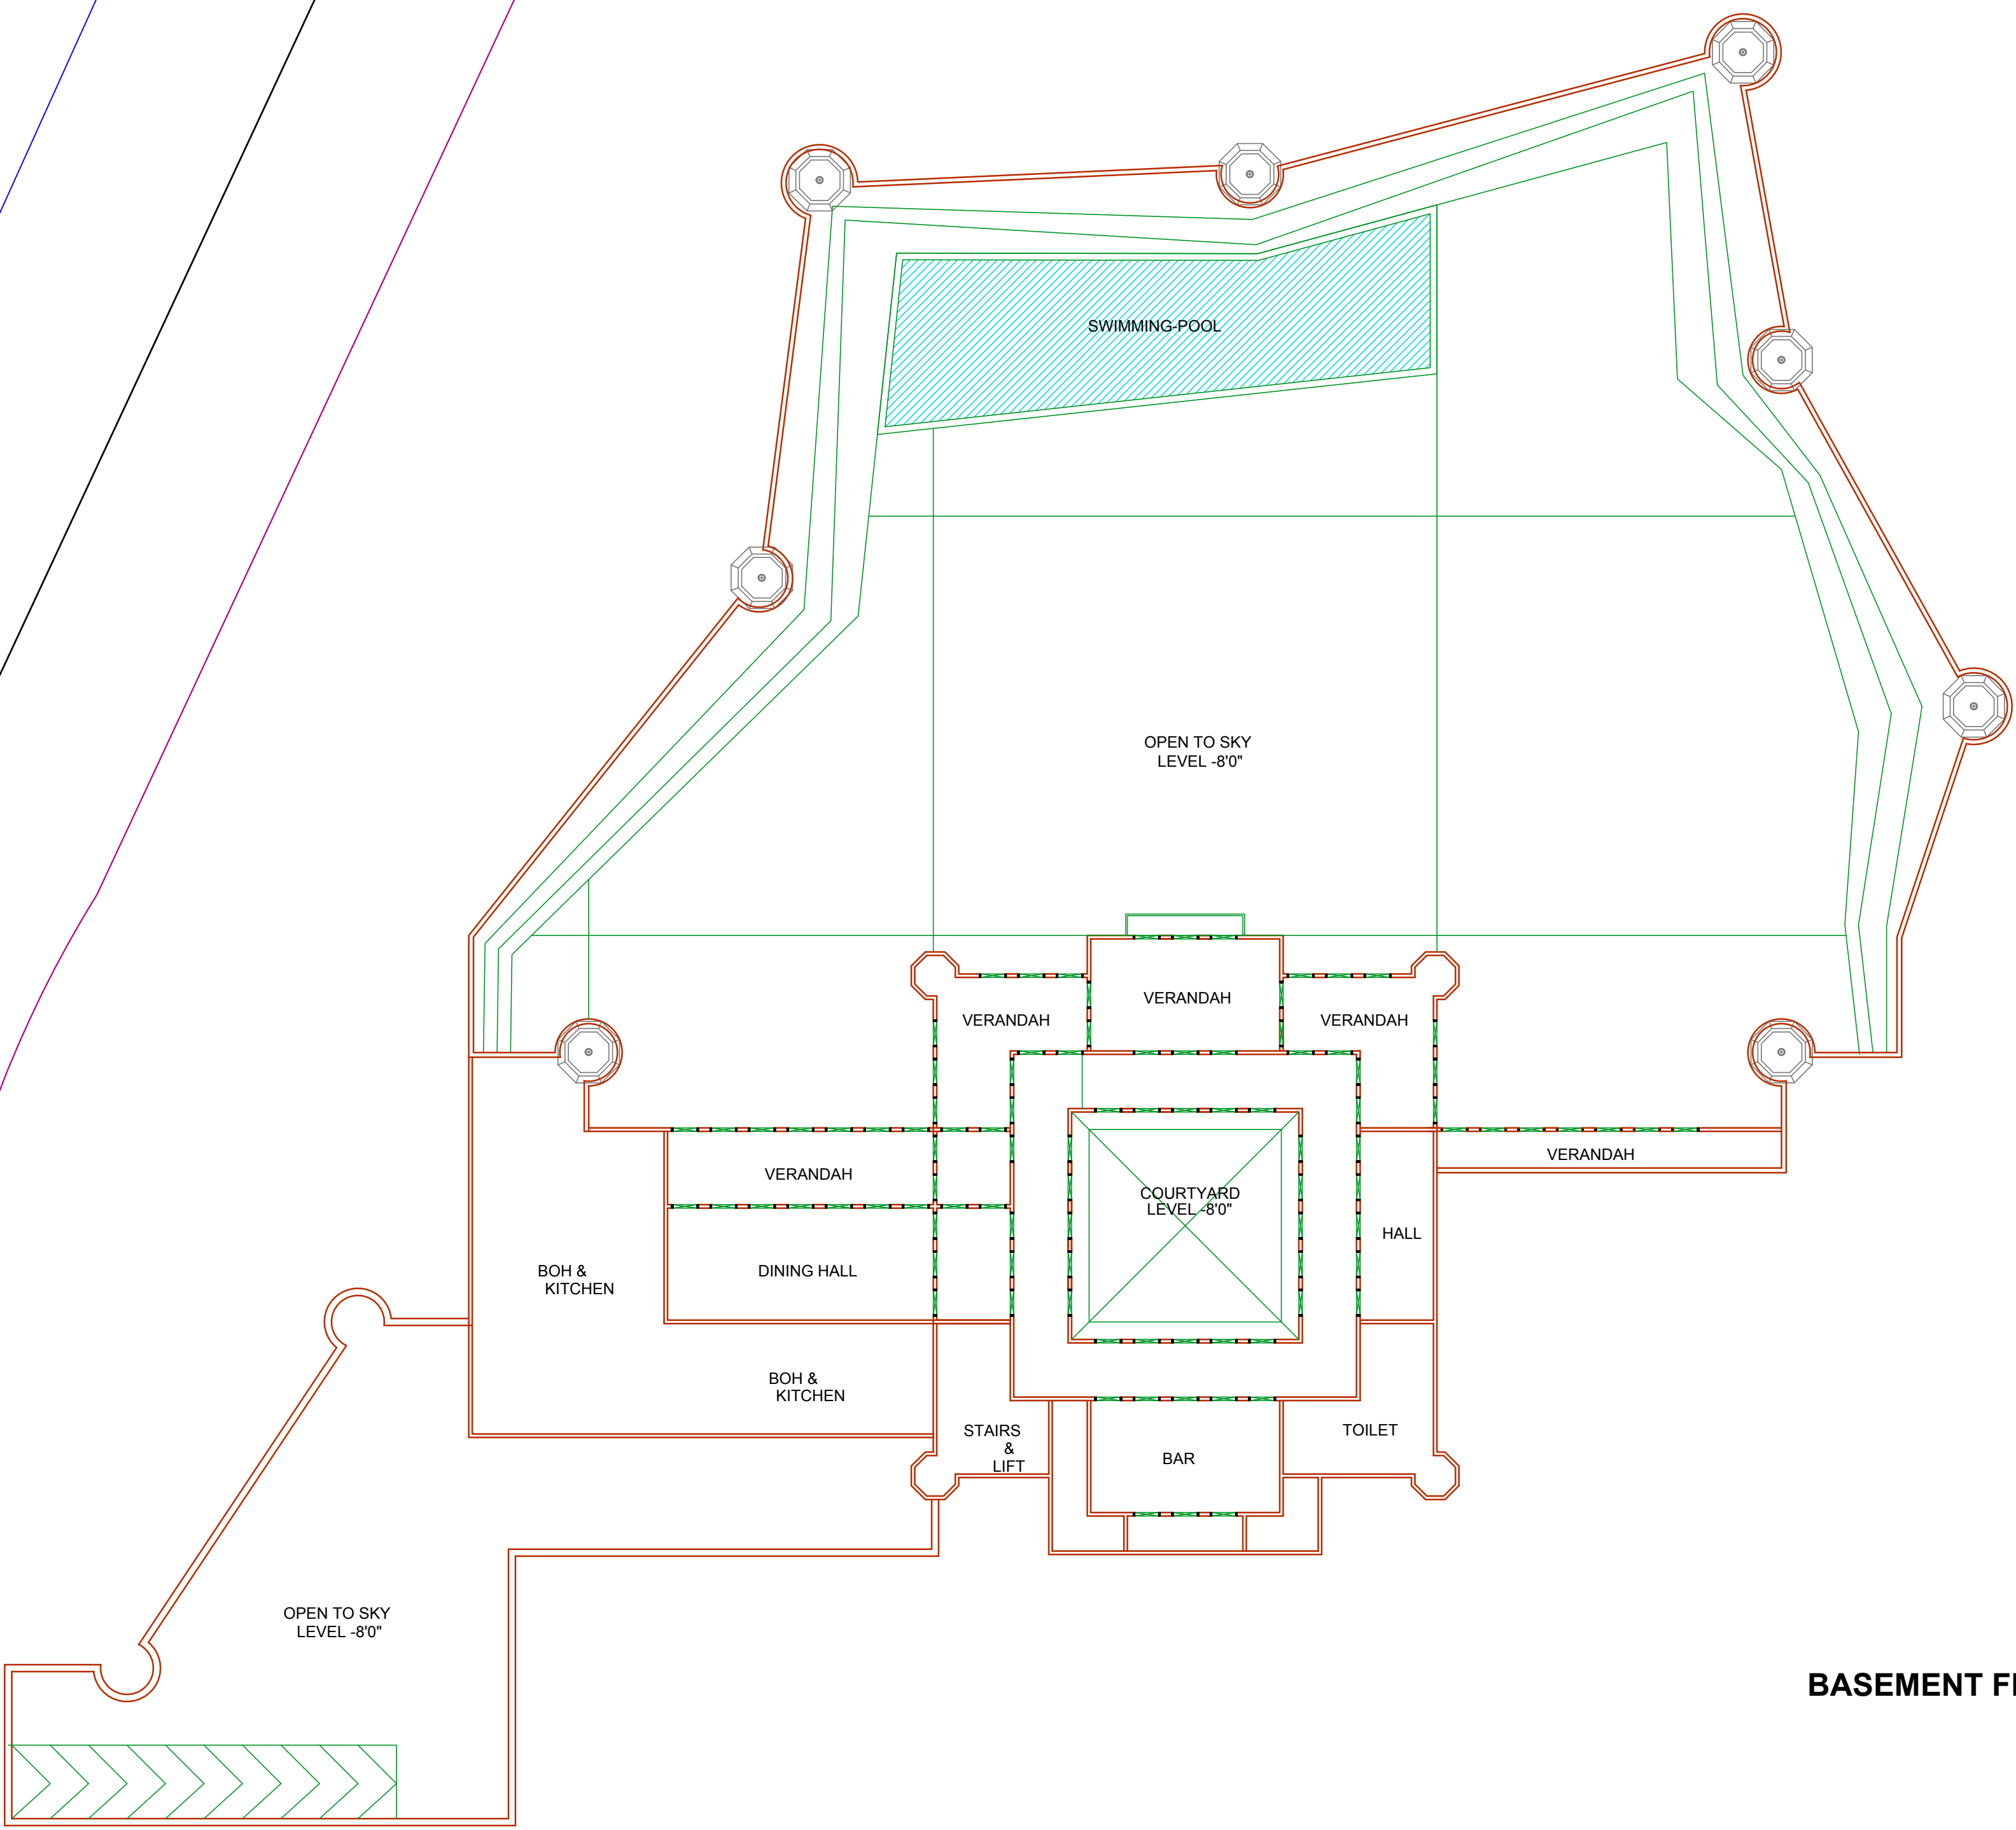 SWIMMING-POOL
OPEN TO SKY
LEVEL -8'0"
VERANDAH
VERANDAH
VERANDAH
VERANDAH
VERANDAH
COURTYARD
LEVEL -8'0"
HALL
DINING HALL
BOH &
KITCHEN
BOH &
KITCHEN
STAIRS
&
LIFT
BAR
TOILET
OPEN TO SKY
LEVEL -8'0"
BASEMENT